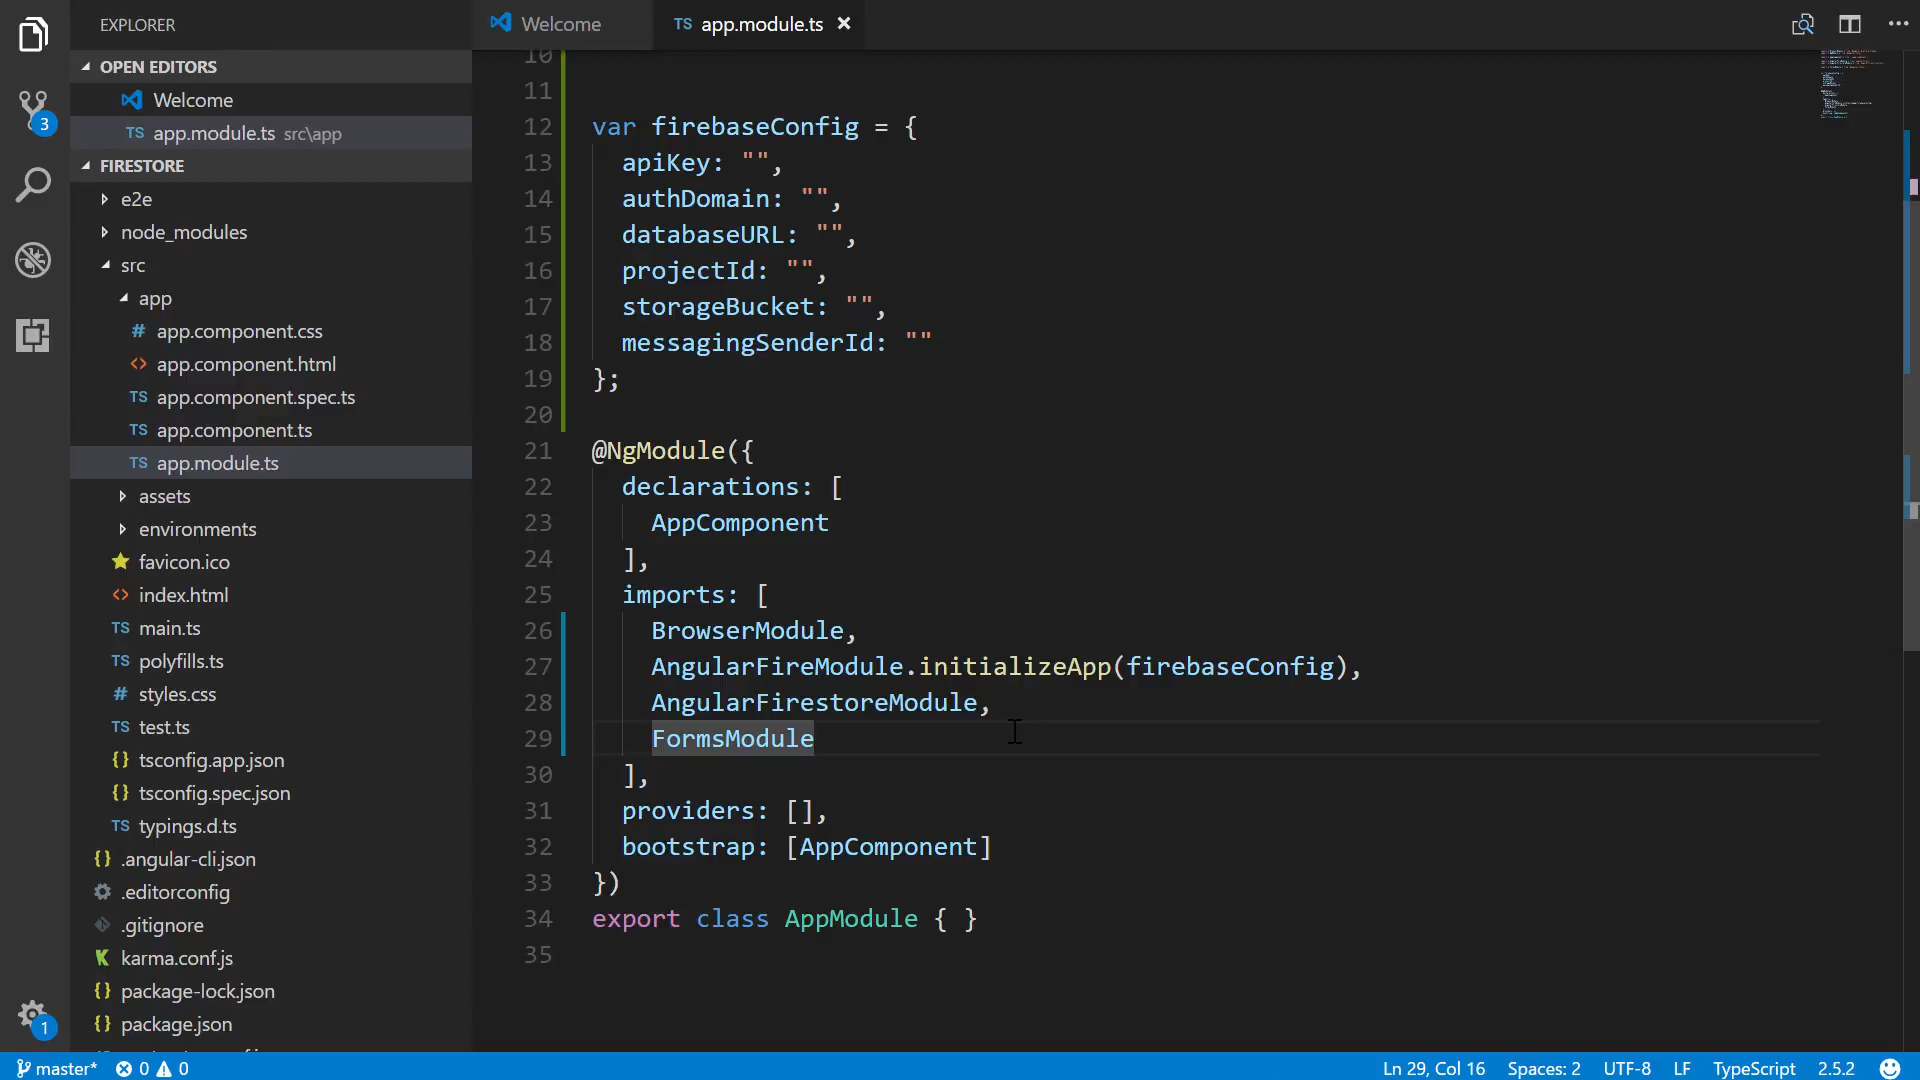 EXPLORER
OPEN EDITORS
Welcome
TS app.module.ts src\app
FIRESTORE
e2e
node_modules
src
app
# app.component.css
<> app.component.html
TS app.component.spec.ts
TS app.component.ts
TS app.module.ts
assets
environments
favicon.ico
<> index.html
TS main.ts
TS polyfills.ts
# styles.css
TS test.ts
{} tsconfig.app.json
{} tsconfig.spec.json
TS typings.d.ts
{} .angular-cli.json
.editorconfig
.gitignore
K karma.conf.js
{} package-lock.json
{} package.json
3
1
Welcome
TS app.module.ts ×
10
11
12 var firebaseConfig = {
13 apiKey: "",
14 authDomain: "",
15 databaseURL: "",
16 projectId: "",
17 storageBucket: "",
18 messagingSenderId: ""
19 };
20
21 @NgModule({
22 declarations: [
23 AppComponent
24 ],
25 imports: [
26 BrowserModule,
27 AngularFireModule.initializeApp(firebaseConfig),
28 AngularFirestoreModule,
29 FormsModule
30 ],
31 providers: [],
32 bootstrap: [AppComponent]
33 })
34 export class AppModule { }
35
master* 0 0 Ln 29, Col 16 Spaces: 2 UTF-8 LF TypeScript 2.5.2